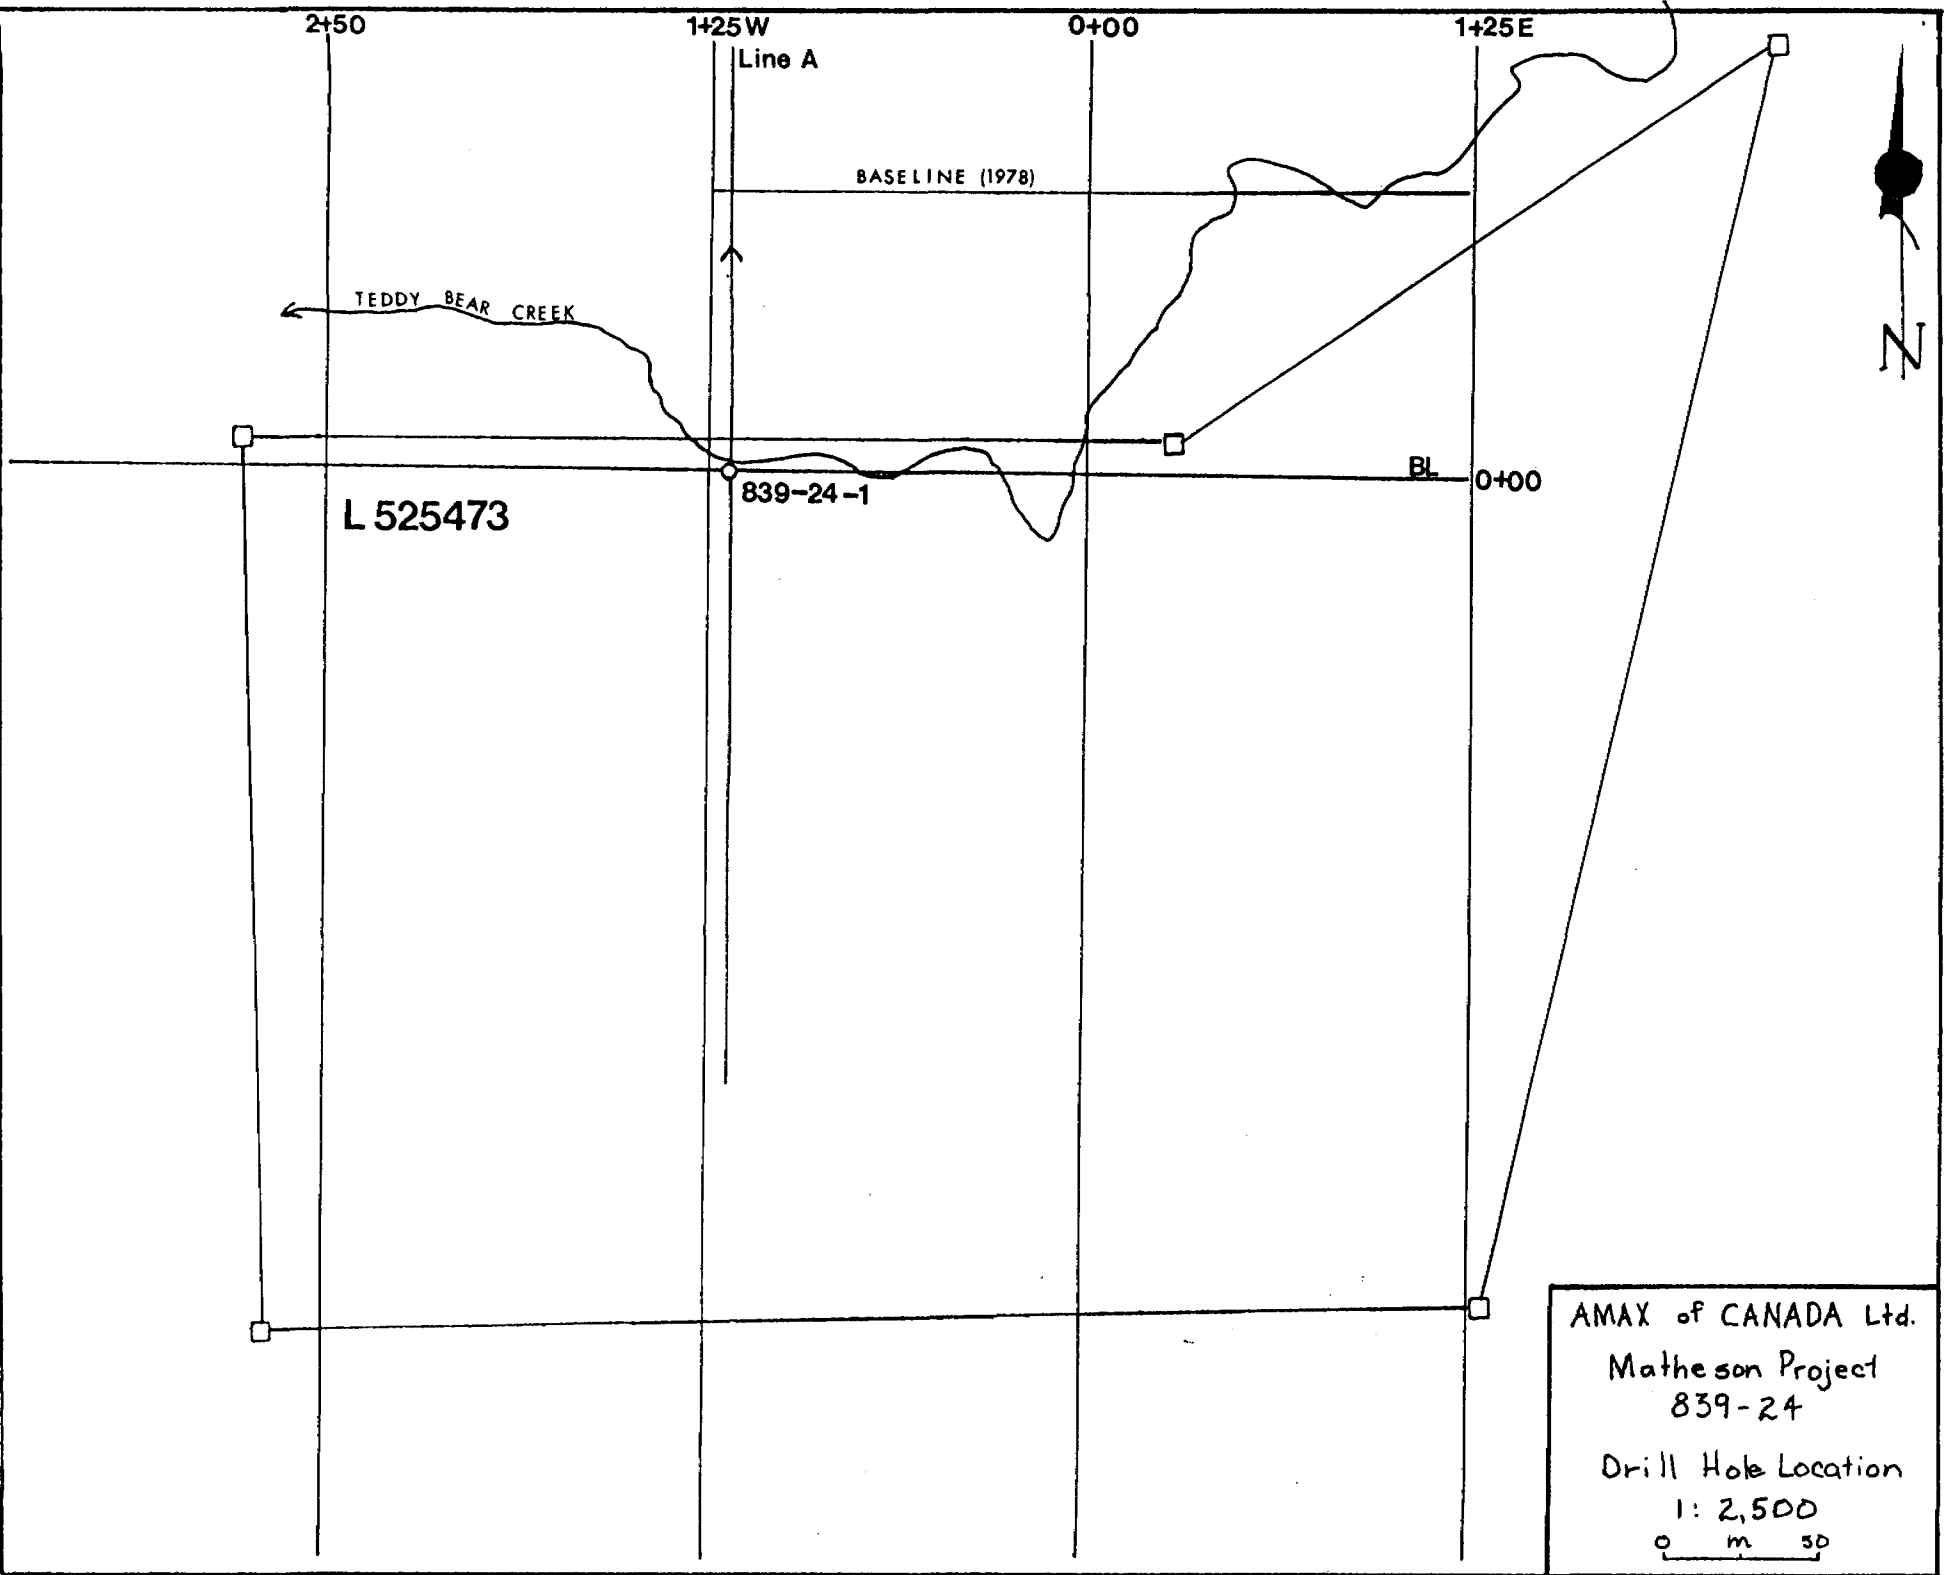 2+50
1+25W
0+00
1+25E
Line A
BASELINE (1978)
TEDDY BEAR CREEK
N
BL
0+00
839-24-1
L 525473
AMAX of CANADA Ltd.
Matheson Project
839-24
Drill Hole Location
1: 2,500
0 m 50